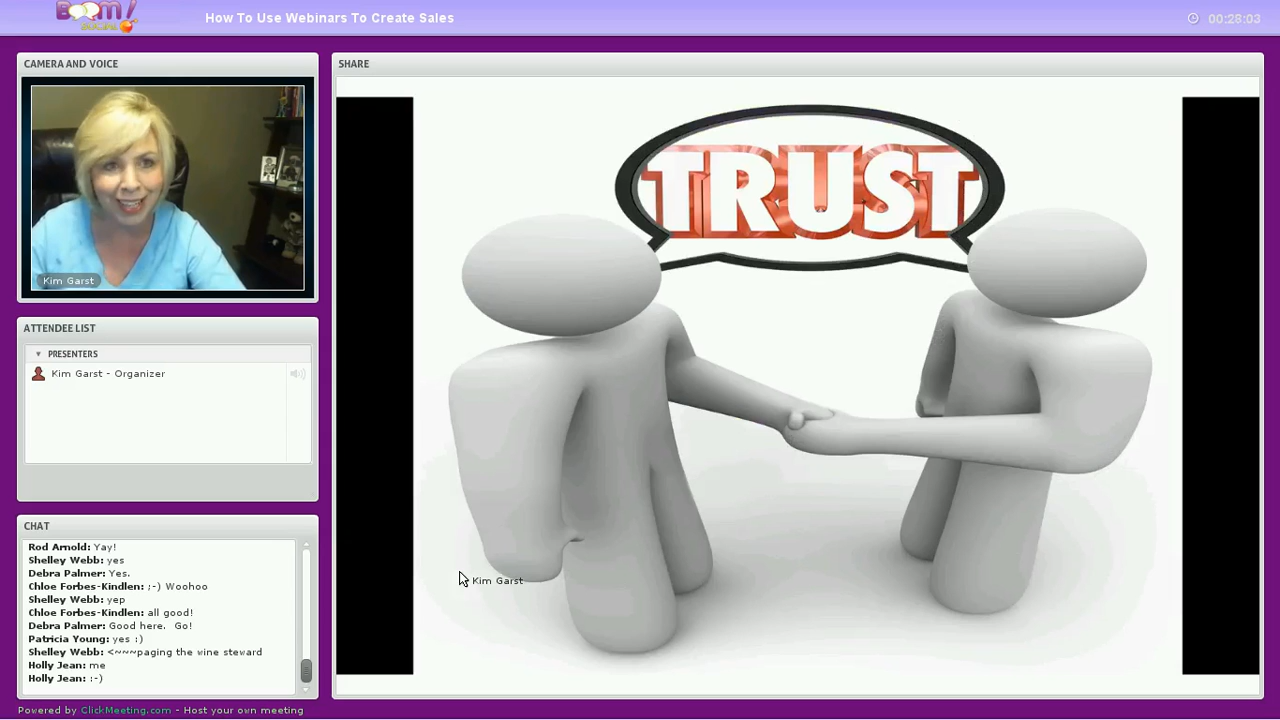 BOOM!
SOCIAL
How To Use Webinars To Create Sales
00:28:03
CAMERA AND VOICE
Kim Garst
ATTENDEE LIST
PRESENTERS
Kim Garst - Organizer
CHAT
Rod Arnold: Yay!
Shelley Webb: yes
Debra Palmer: Yes.
Chloe Forbes-Kindlen: ;-) Woohoo
Shelley Webb: yep
Chloe Forbes-Kindlen: all good!
Debra Palmer: Good here.  Go!
Patricia Young: yes :)
Shelley Webb: <~~~paging the wine steward
Holly Jean: me
Holly Jean: :-)
SHARE
TRUST
Kim Garst
Powered by ClickMeeting.com - Host your own meeting